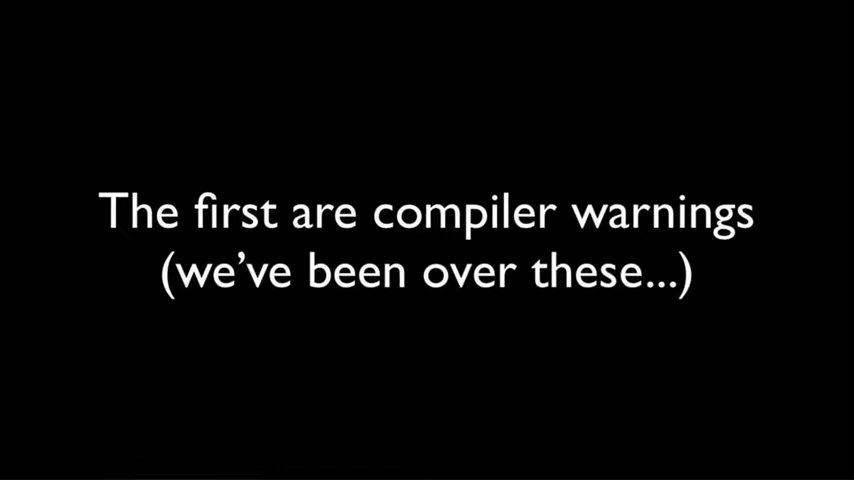 The first are compiler warnings
(we’ve been over these...)